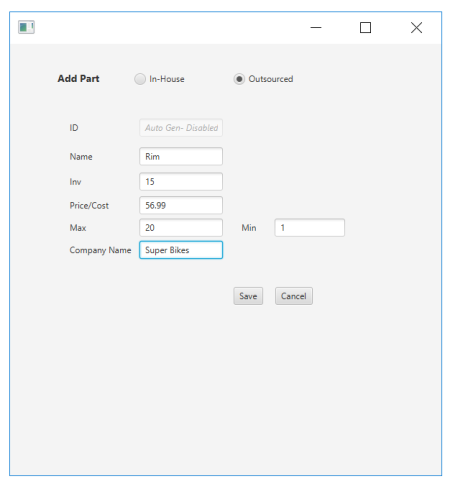 Add Part In-House Outsourced
ID Auto Gen- Disabled
Name Rim
Inv 15
Price/Cost 56.99
Max 20 Min 1
Company Name Super Bikes
Save Cancel